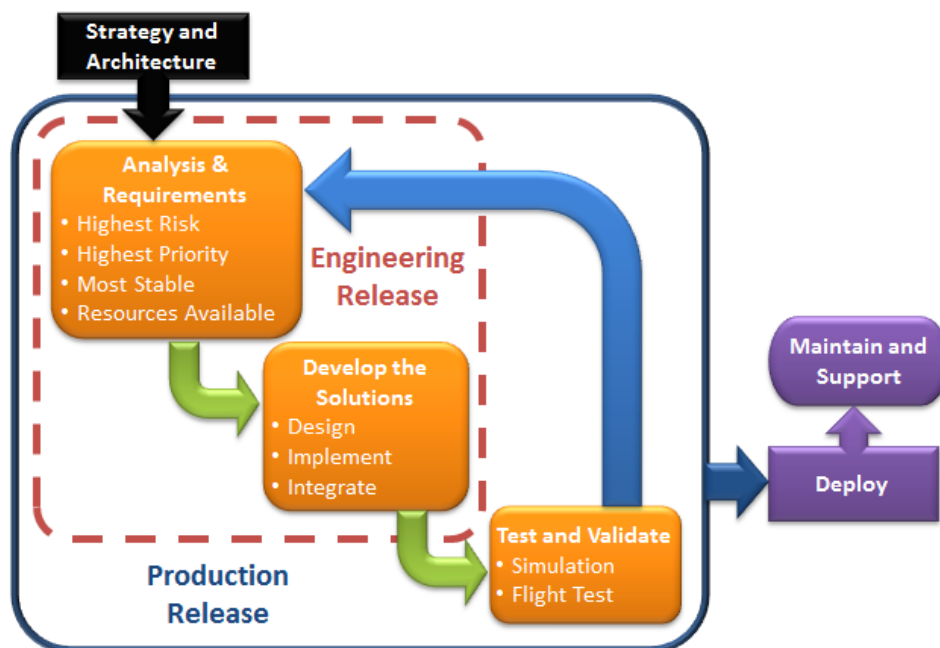 Strategy and
Architecture
Analysis &
Requirements
• Highest Risk
• Highest Priority
• Most Stable
• Resources Available
Engineering
Release
Develop the
Solutions
• Design
• Implement
• Integrate
Test and Validate
• Simulation
• Flight Test
Production
Release
Maintain and
Support
Deploy